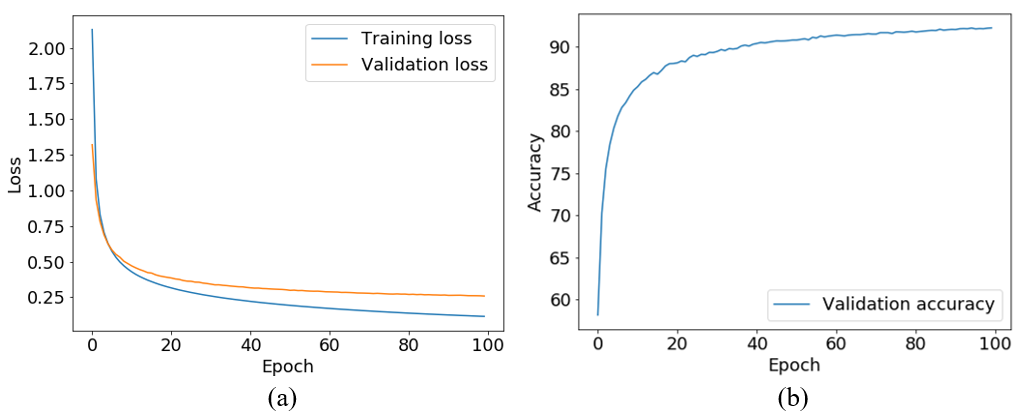 2.00
1.75
1.50
1.25
1.00
0.75
0.50
0.25
Loss
Training loss
Validation loss
0 20 40 60 80 100
Epoch
(a)
90
85
80
75
70
65
60
Accuracy
Validation accuracy
0 20 40 60 80 100
Epoch
(b)